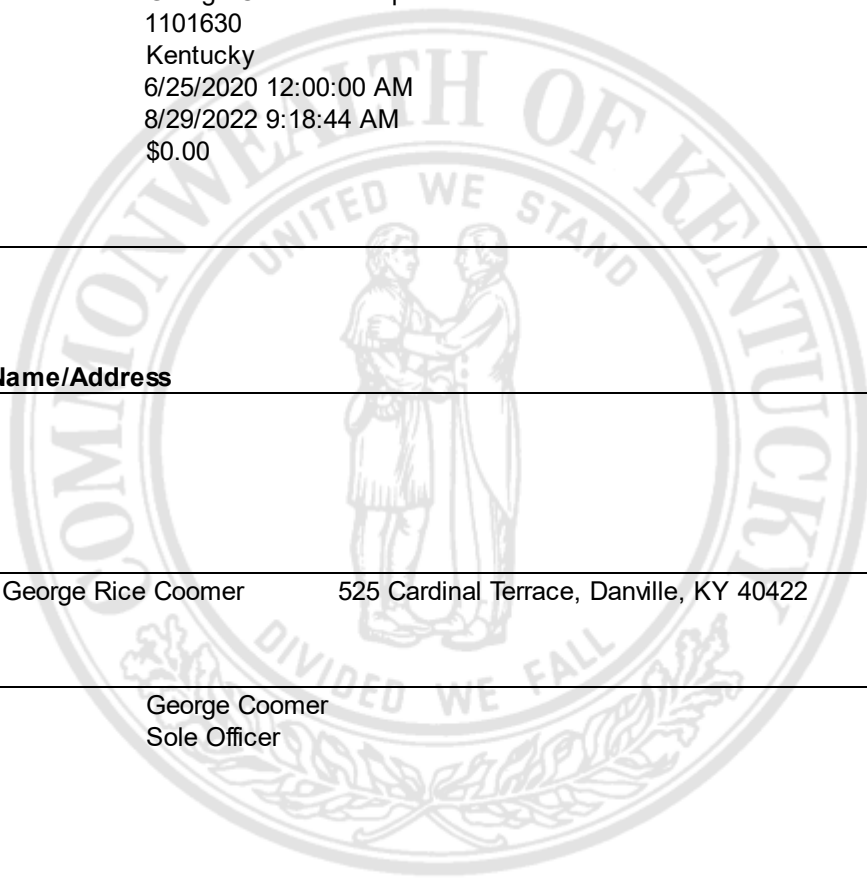 1101630
Kentucky
6/25/2020 12:00:00 AM
8/29/2022 9:18:44 AM
$0.00
COMMONWEALTH OF KENTUCKY
UNITED WE STAND
Name/Address
George Rice Coomer 525 Cardinal Terrace, Danville, KY 40422
DIVIDED WE FALL
George Coomer
Sole Officer